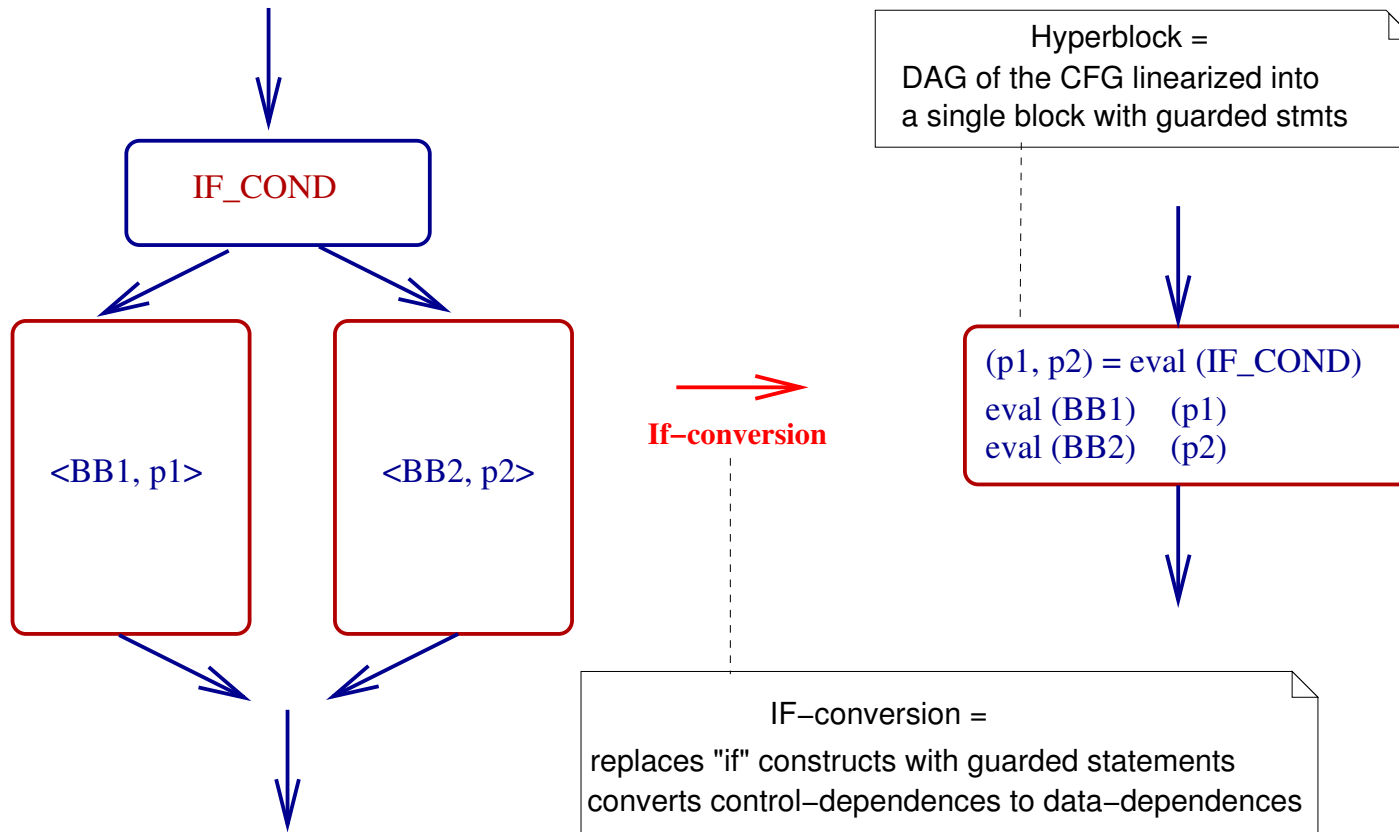 IF_COND
<BB1, p1>
<BB2, p2>
If−conversion
Hyperblock =
DAG of the CFG linearized into
a single block with guarded stmts
(p1, p2) = eval (IF_COND)
eval (BB1) (p1)
eval (BB2) (p2)
IF−conversion =
replaces "if" constructs with guarded statements
converts control−dependences to data−dependences